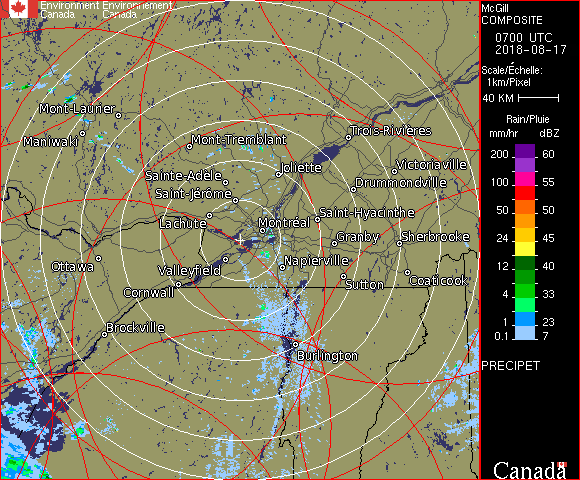 Environment Environnement
Canada Canada
McGill
COMPOSITE
0700 UTC
2018-08-17
Scale/Échelle:
1km/Pixel
40 KM
Rain/Pluie
mm/hr dBZ
200 60
100 55
50 50
24 45
12 40
4 33
1 23
0.1 7
PRECIPET
Canada
Mont-Laurier
Maniwaki
Mont-Tremblant
Trois-Rivières
Joliette
Victoriaville
Sainte-Adèle
Drummondville
Saint-Jérôme
Saint-Hyacinthe
Lachute
Montréal
Granby
Sherbrooke
Ottawa
Valleyfield
Napierville
Cornwall
Sutton
Coaticook
Brockville
Burlington